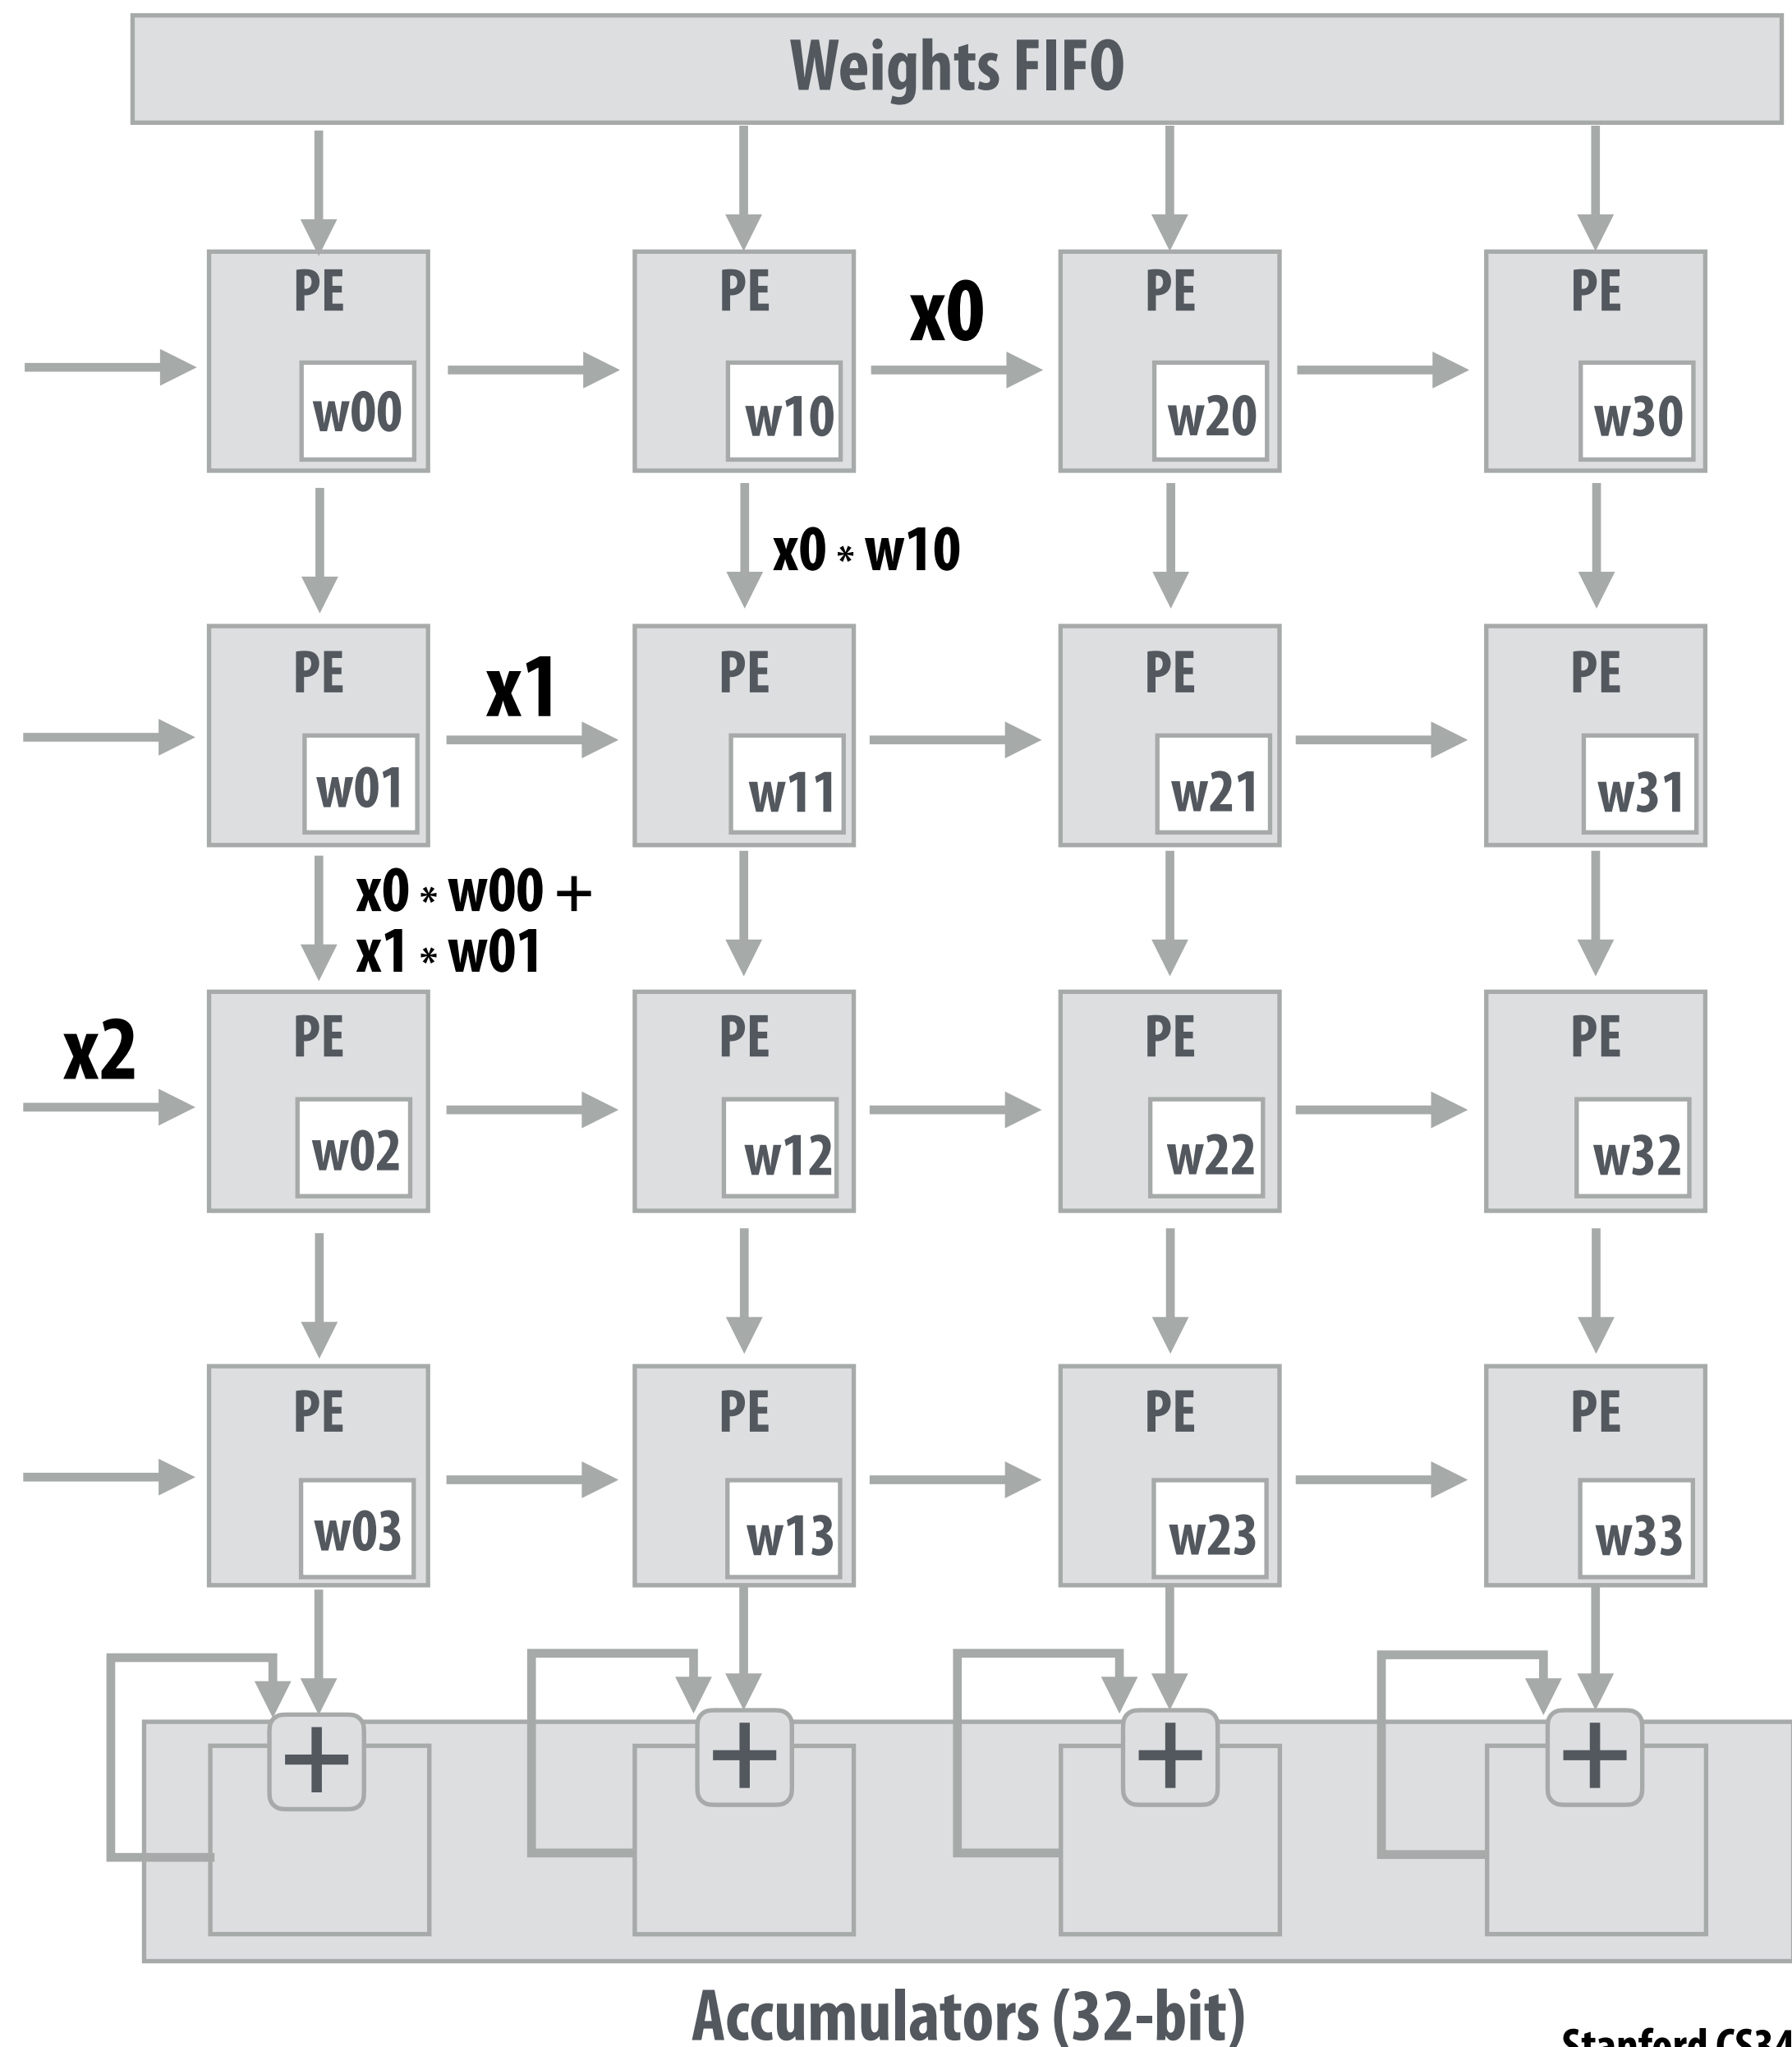 Weights FIFO
PE PE PE PE
x0
w00 w10 w20 w30
x0 * w10
PE PE PE PE
x1
w01 w11 w21 w31
x0 * w00 +
x1 * w01
PE PE PE PE
x2
w02 w12 w22 w32
PE PE PE PE
w03 w13 w23 w33
+ + + +
Accumulators (32-bit)
Stanford